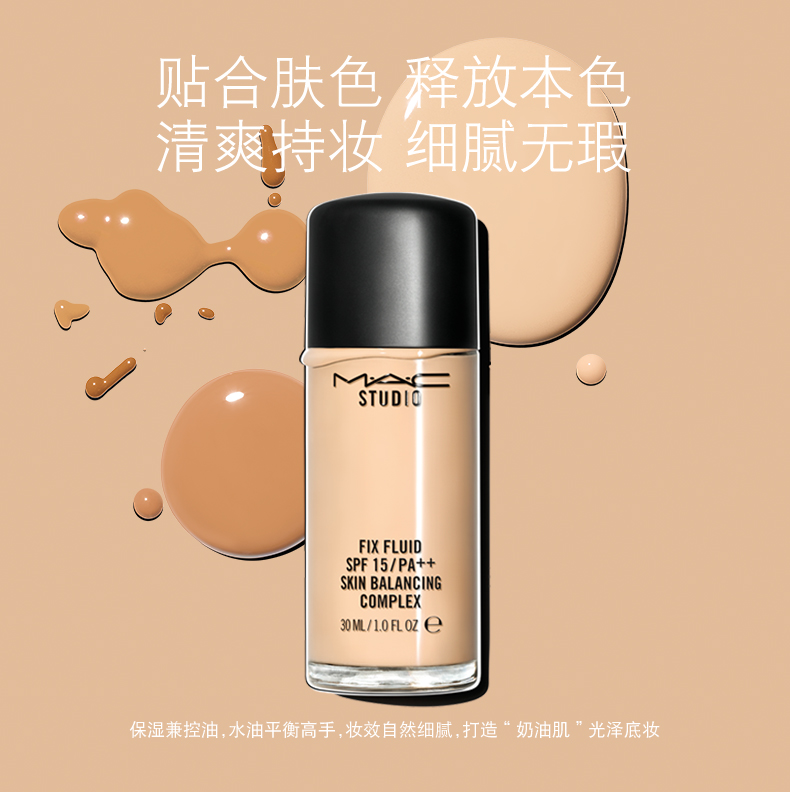 贴合肤色 释放本色
清爽持妆 细腻无瑕
MAC
STUDIO
FIX FLUID
SPF 15/PA++
SKIN BALANCING
COMPLEX
30 ML / 1.0 FL OZ ℮
保湿兼控油,水油平衡高手,妆效自然细腻,打造“奶油肌”光泽底妆